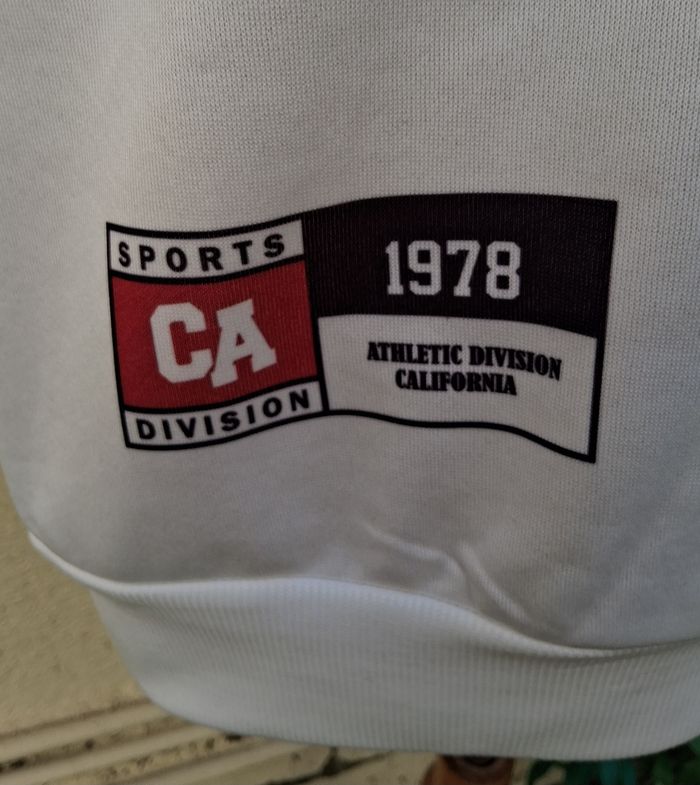 SPORTS
CA
DIVISION
1978
ATHLETIC DIVISION
CALIFORNIA